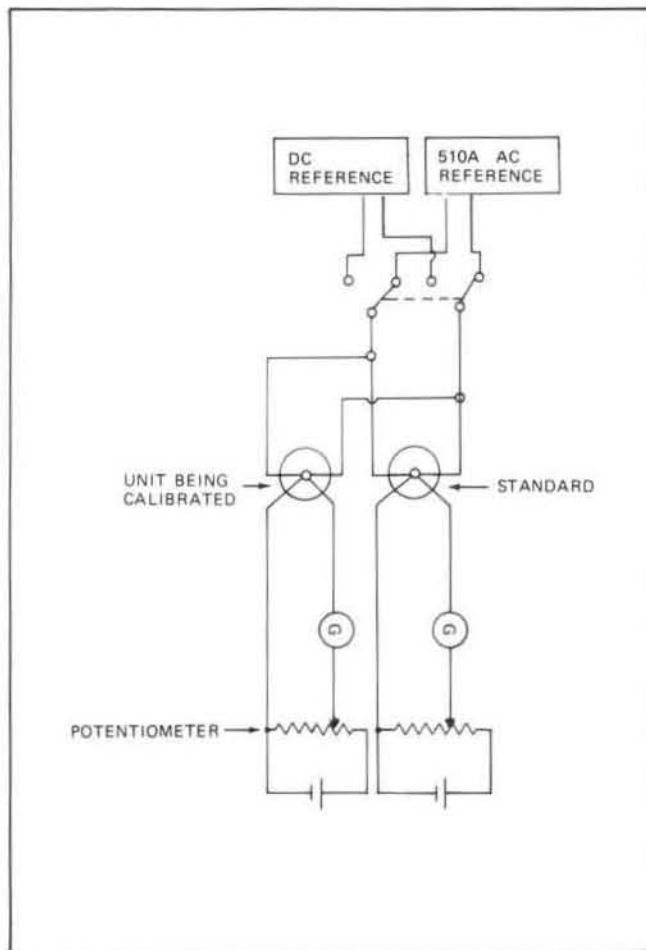 DC
REFERENCE
510A AC
REFERENCE
UNIT BEING
CALIBRATED
STANDARD
G
G
POTENTIOMETER